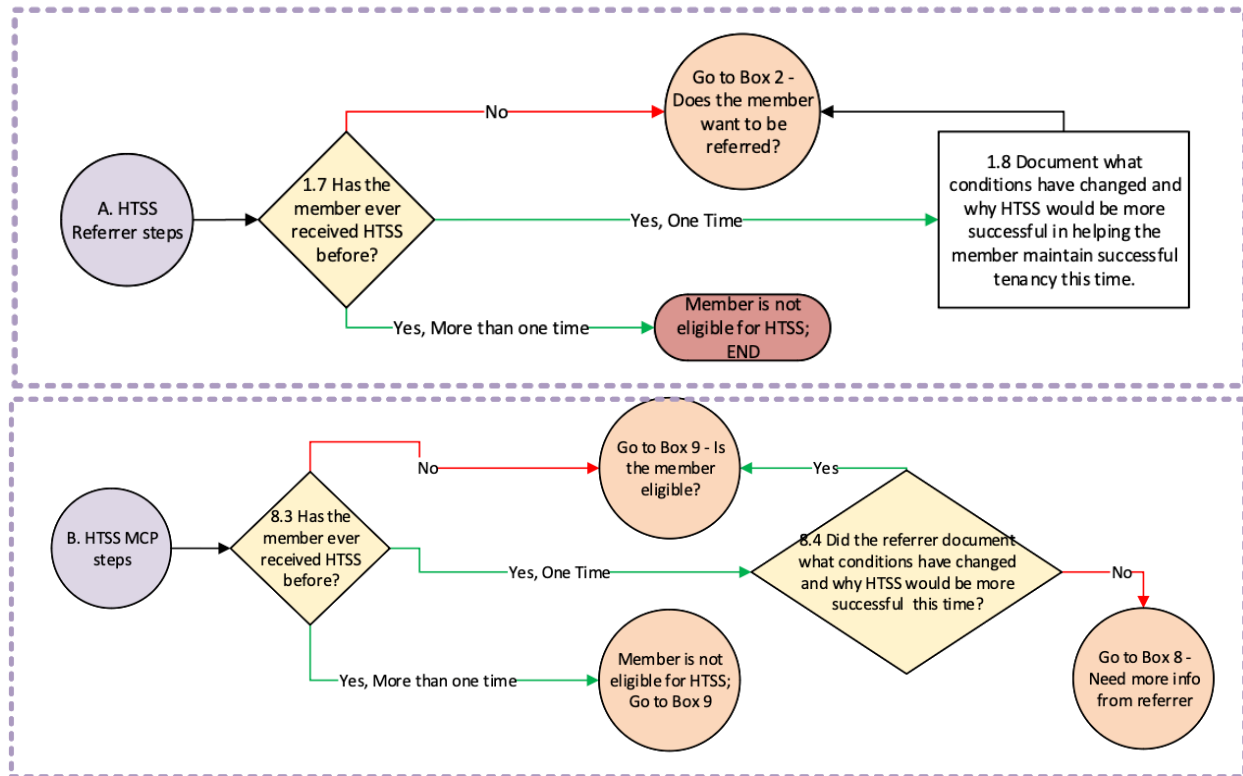 Go to Box 2 -
Does the member
want to be
referred?
No
A. HTSS
Referrer steps
1.7 Has the
member ever
received HTSS
before?
Yes, One Time
1.8 Document what
conditions have changed and
why HTSS would be more
successful in helping the
member maintain successful
tenancy this time.
Yes, More than one time
Member is not
eligible for HTSS;
END
Go to Box 9 - Is
the member
eligible?
No
Yes
B. HTSS MCP
steps
8.3 Has the
member ever
received HTSS
before?
Yes, One Time
8.4 Did the referrer document
what conditions have changed
and why HTSS would be more
successful this time?
No
Yes, More than one time
Member is not
eligible for HTSS;
Go to Box 9
Go to Box 8 -
Need more info
from referrer